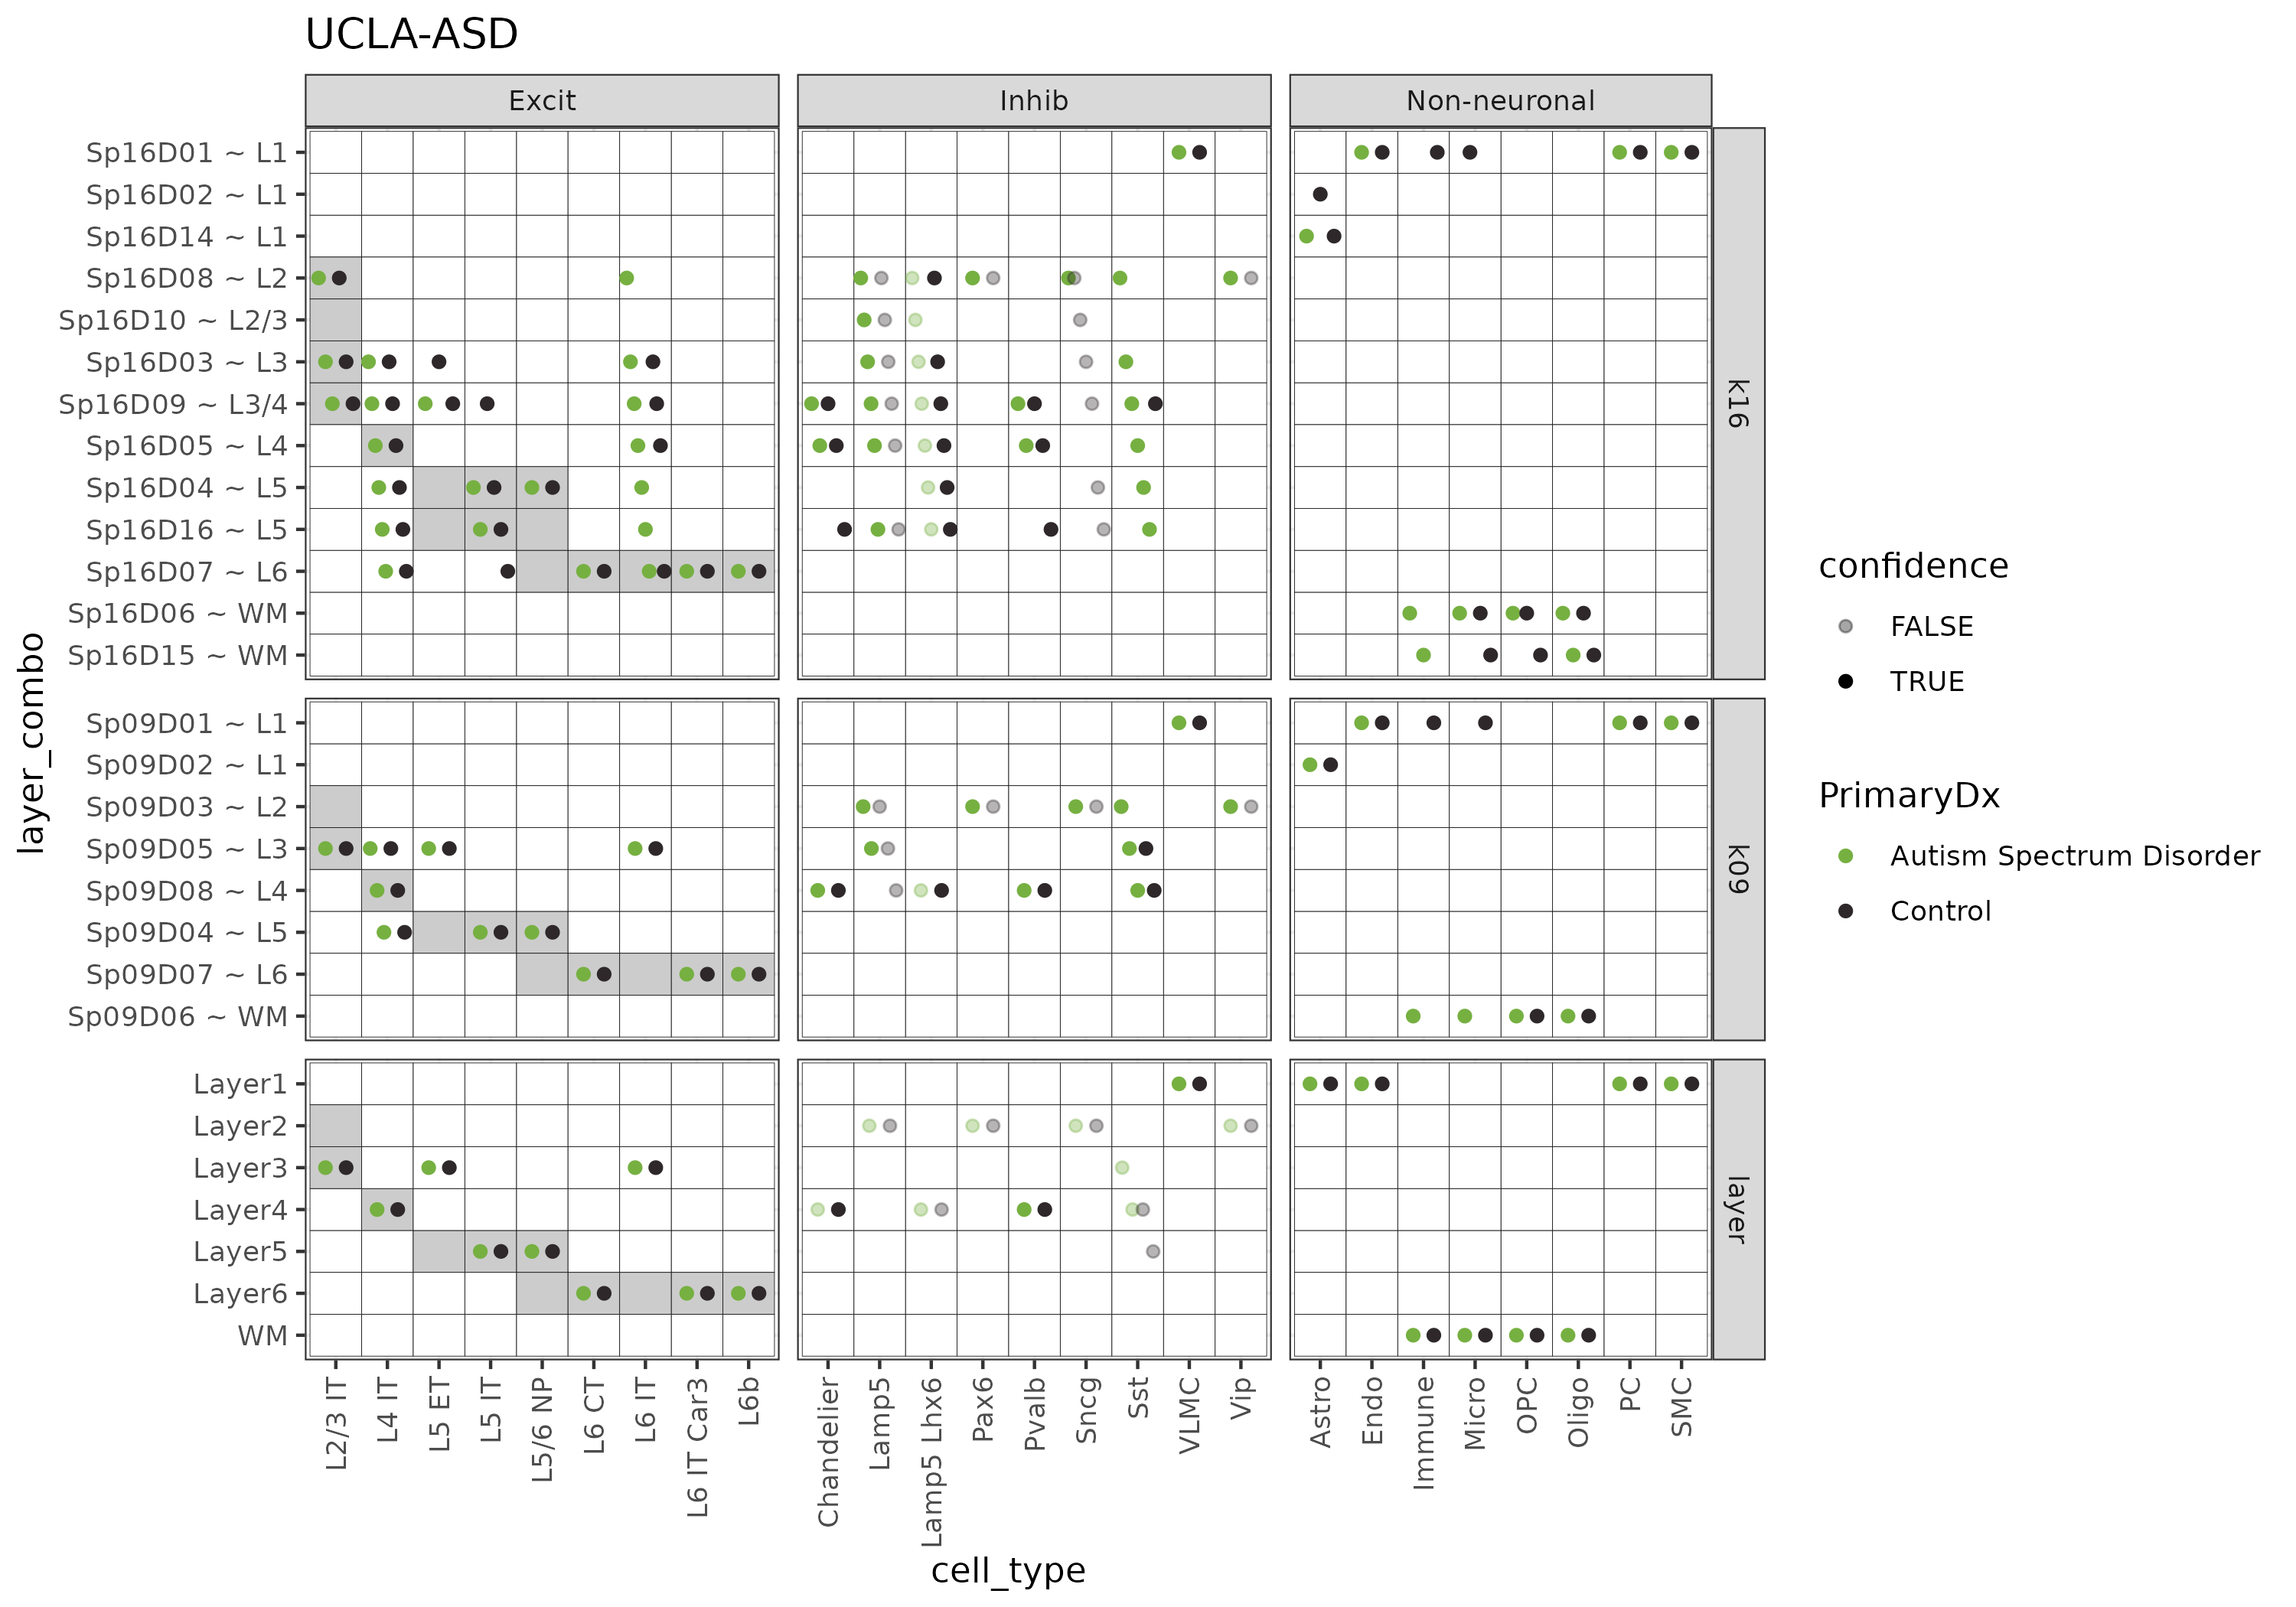 UCLA-ASD
Excit
Inhib
Non-neuronal
Sp16D01 ~ L1
Sp16D02 ~ L1
Sp16D14 ~ L1
Sp16D08 ~ L2
Sp16D10 ~ L2/3
Sp16D03 ~ L3
Sp16D09 ~ L3/4
Sp16D05 ~ L4
Sp16D04 ~ L5
Sp16D16 ~ L5
Sp16D07 ~ L6
Sp16D06 ~ WM
Sp16D15 ~ WM
k16
Sp09D01 ~ L1
Sp09D02 ~ L1
Sp09D03 ~ L2
Sp09D05 ~ L3
Sp09D08 ~ L4
Sp09D04 ~ L5
Sp09D07 ~ L6
Sp09D06 ~ WM
k09
Layer1
Layer2
Layer3
Layer4
Layer5
Layer6
WM
layer
layer_combo
L2/3 IT
L4 IT
L5 ET
L5 IT
L5/6 NP
L6 CT
L6 IT
L6 IT Car3
L6b
Chandelier
Lamp5
Lamp5 Lhx6
Pax6
Pvalb
Sncg
Sst
VLMC
Vip
Astro
Endo
Immune
Micro
OPC
Oligo
PC
SMC
cell_type
confidence
FALSE
TRUE
PrimaryDx
Autism Spectrum Disorder
Control